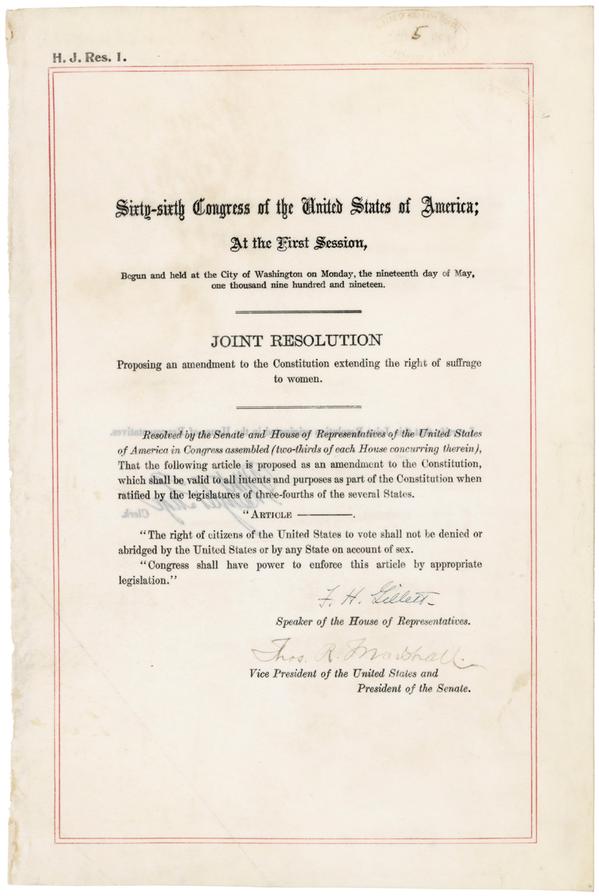 5
H. J. Res. 1.
Sixty-sixth Congress of the United States of America;
At the First Session,
Begun and held at the City of Washington on Monday, the nineteenth day of May,
one thousand nine hundred and nineteen.
JOINT RESOLUTION
Proposing an amendment to the Constitution extending the right of suffrage
to women.
Resolved by the Senate and House of Representatives of the United States
of America in Congress assembled (two-thirds of each House concurring therein),
That the following article is proposed as an amendment to the Constitution,
which shall be valid to all intents and purposes as part of the Constitution when
ratified by the legislatures of three-fourths of the several States.
"ARTICLE ————.
"The right of citizens of the United States to vote shall not be denied or
abridged by the United States or by any State on account of sex.
"Congress shall have power to enforce this article by appropriate
legislation."
F. H. Gillett
Speaker of the House of Representatives.
Thos. R. Marshall.
Vice President of the United States and
President of the Senate.